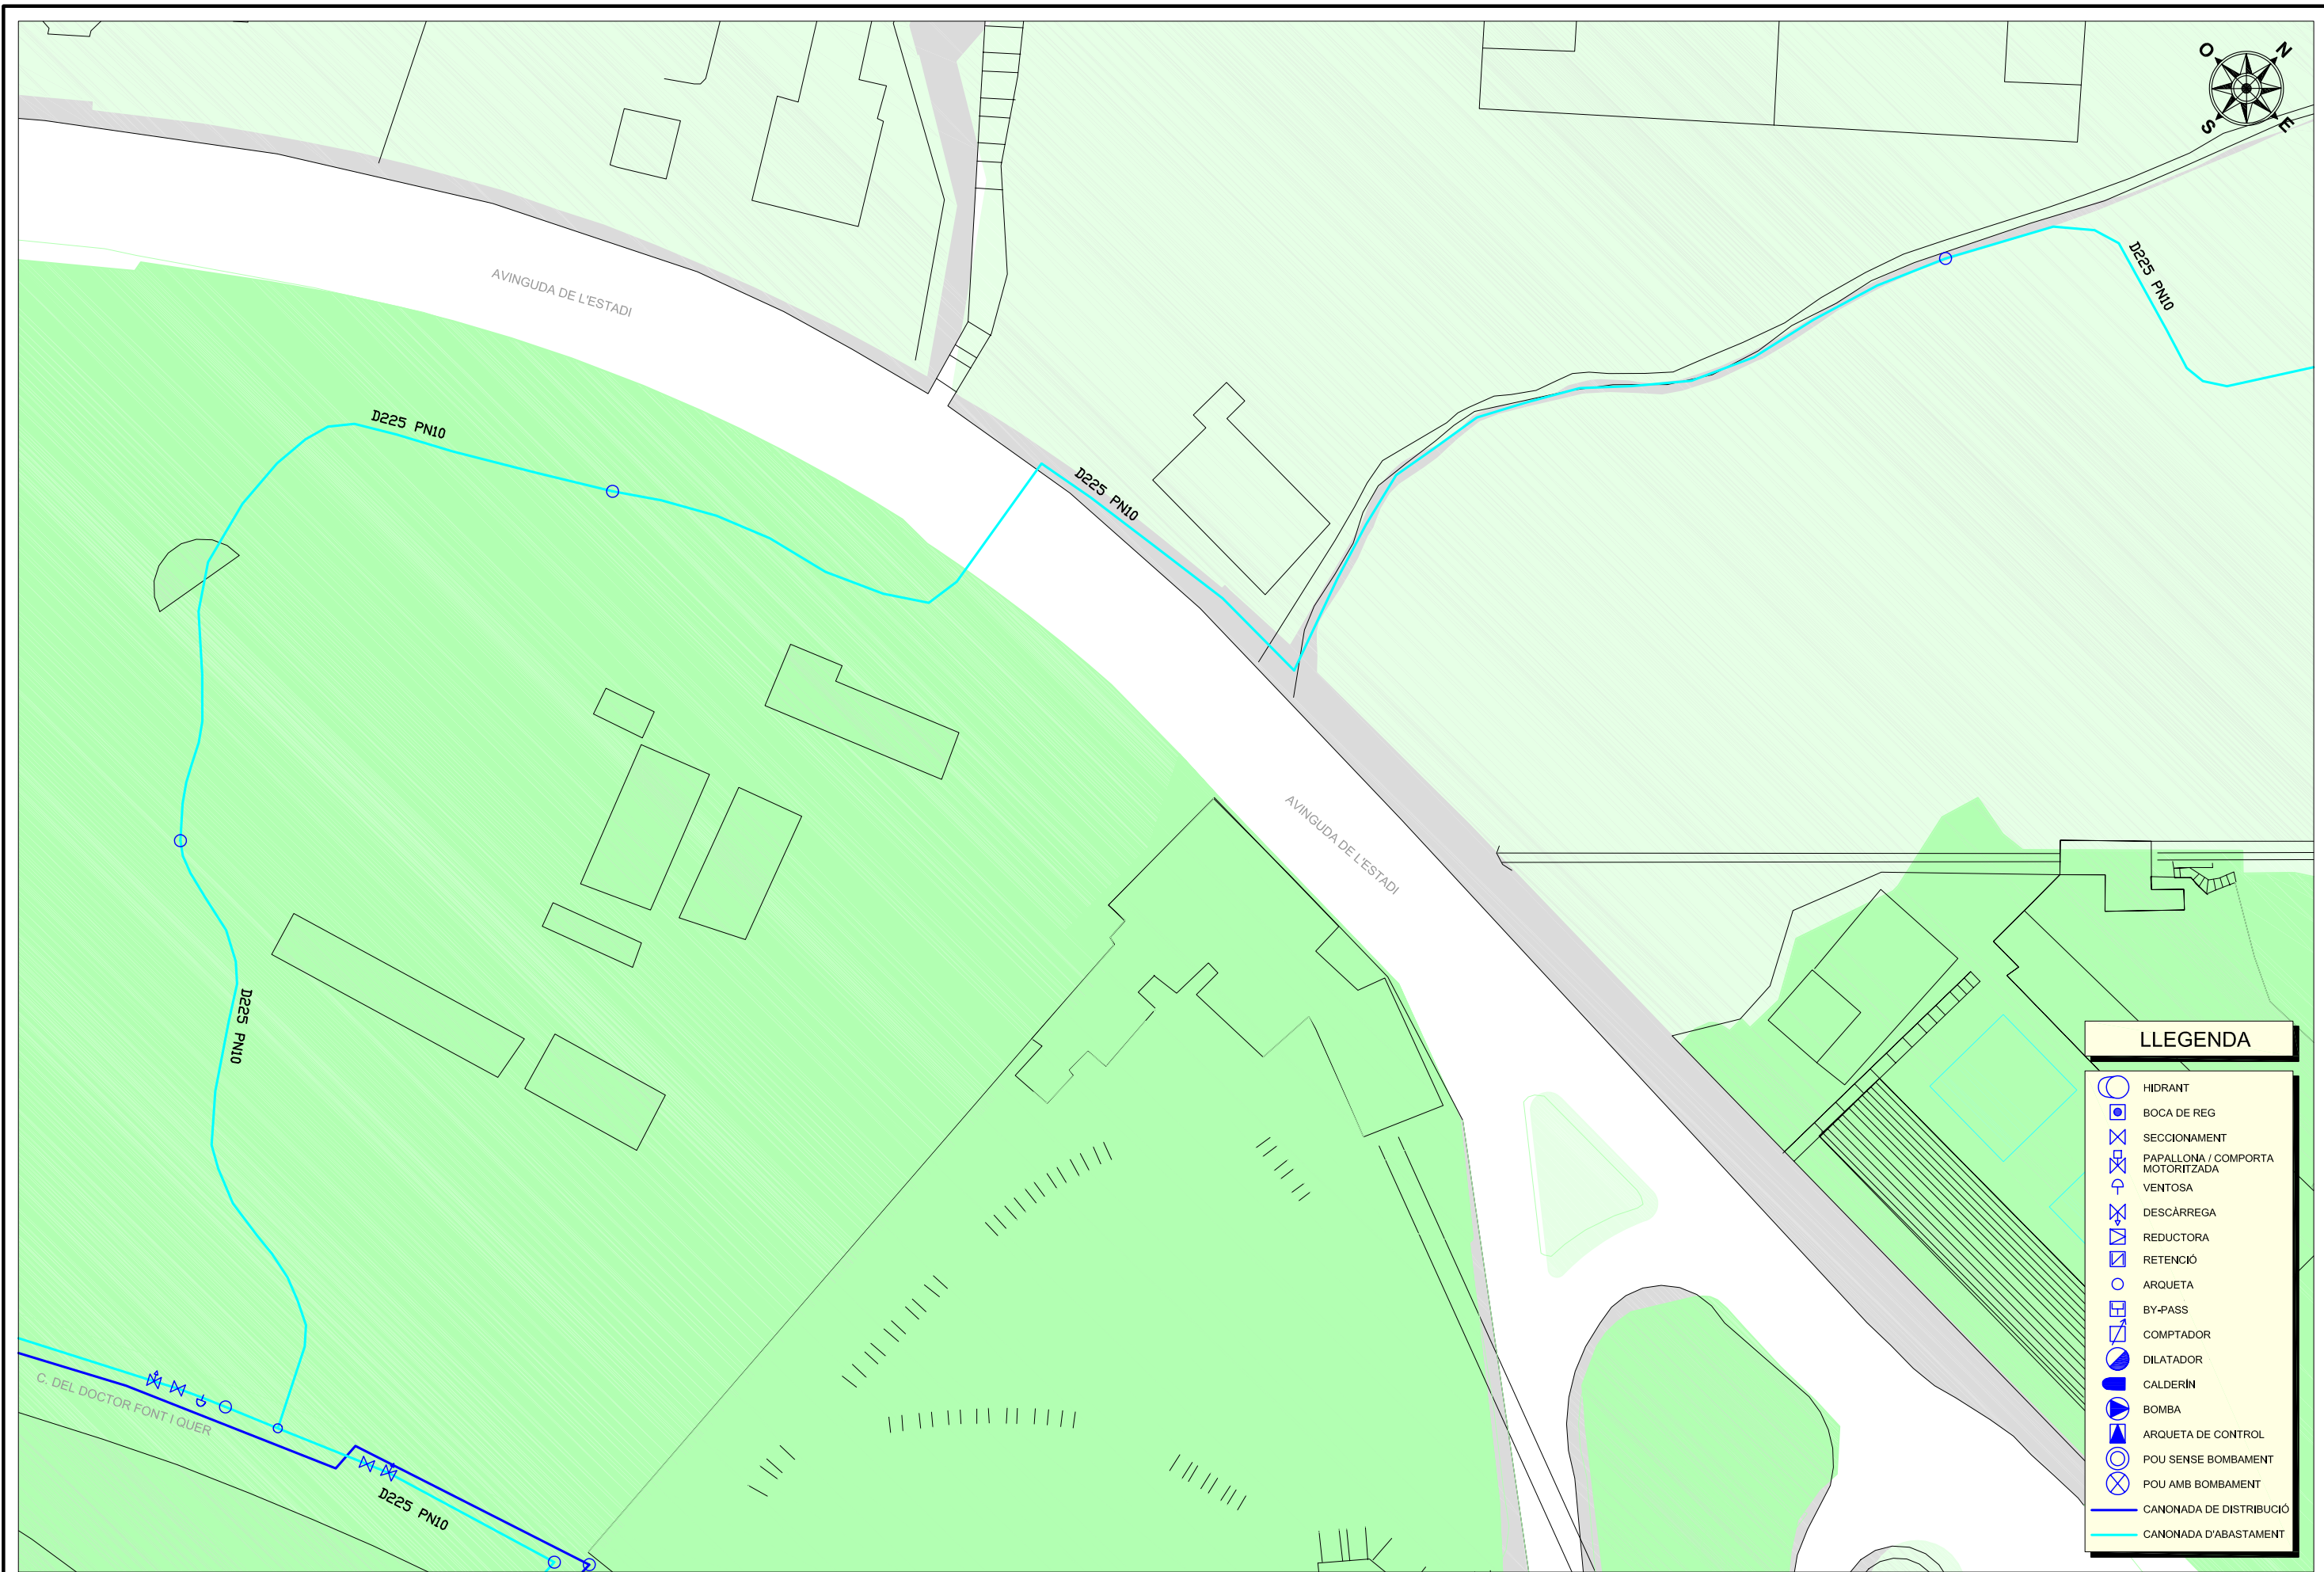 O N
S E
D225 PN10
AVINGUDA DE L'ESTADI
D225 PN10
D225 PN10
AVINGUDA DE L'ESTADI
D225 PN10
C. DEL DOCTOR FONT I QUER
D225 PN10
LLEGENDA
HIDRANT
BOCA DE REG
SECCIONAMENT
PAPALLONA / COMPORTA
MOTORITZADA
VENTOSA
DESCÀRREGA
REDUCTORA
RETENCIÓ
ARQUETA
BY-PASS
COMPTADOR
DILATADOR
CALDERÍN
BOMBA
ARQUETA DE CONTROL
POU SENSE BOMBAMENT
POU AMB BOMBAMENT
CANONADA DE DISTRIBUCIÓ
CANONADA D'ABASTAMENT